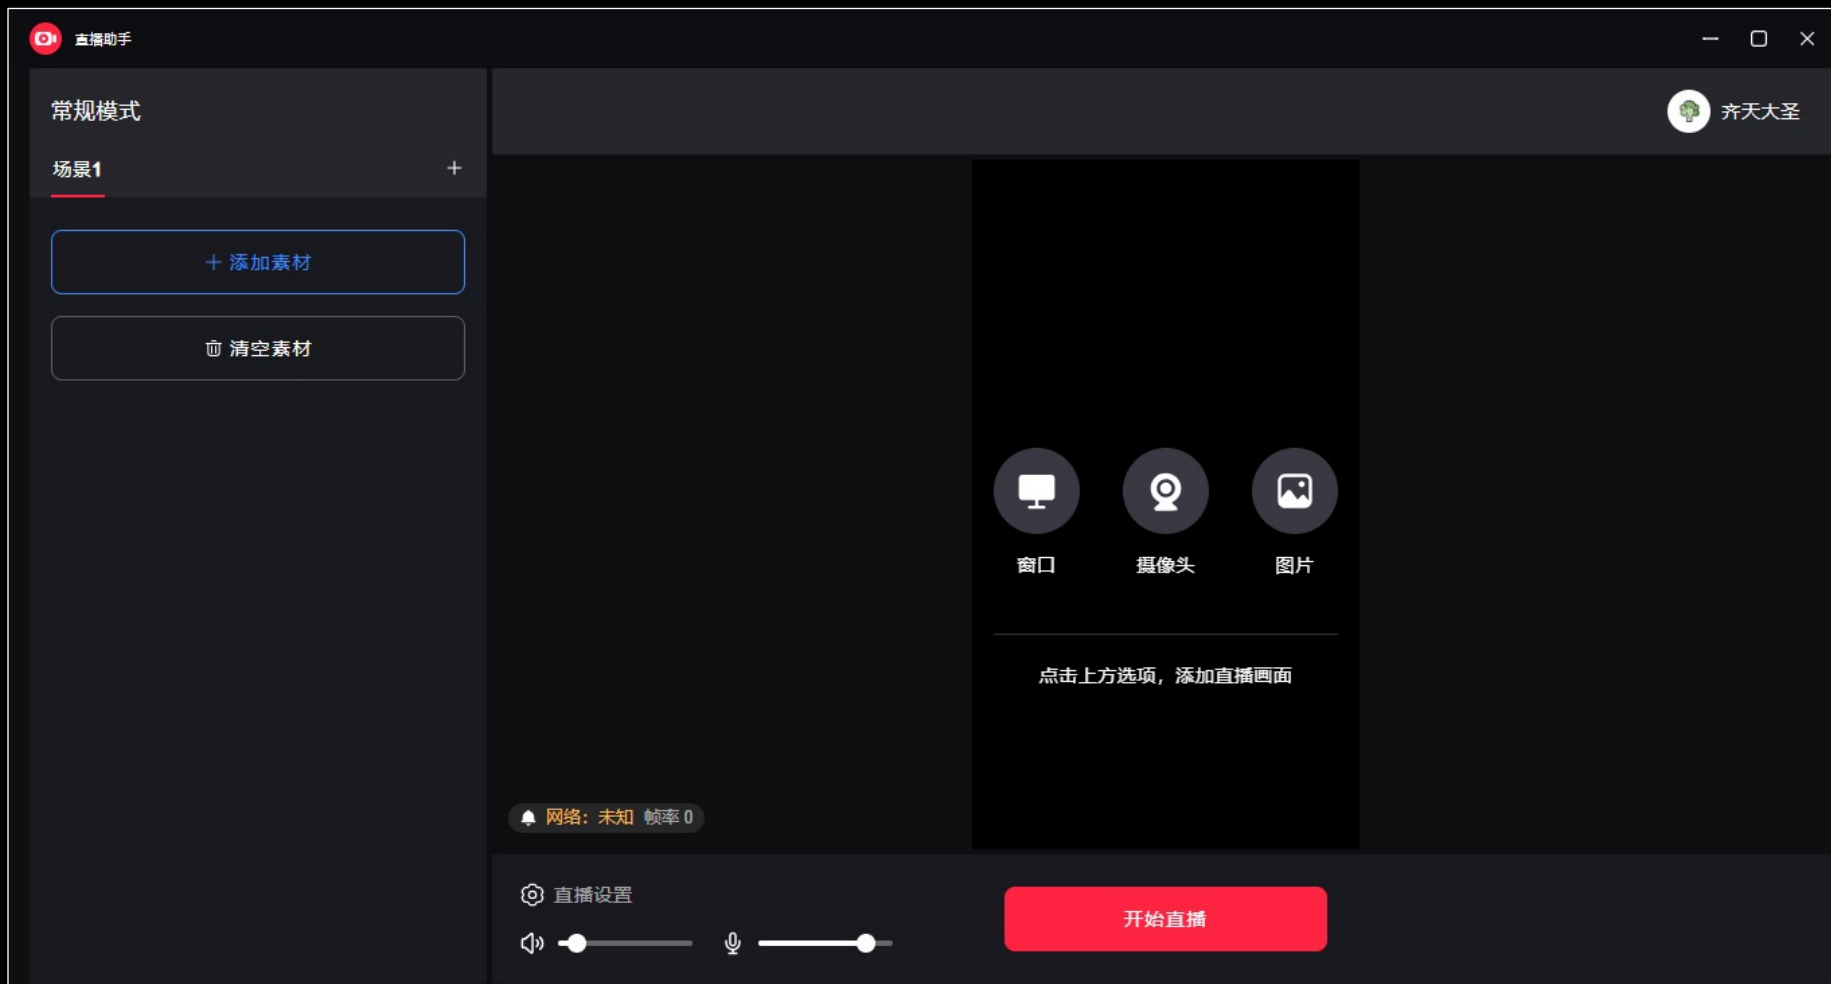 直播助手
常规模式
齐天大圣
场景1
添加素材
清空素材
窗口
摄像头
图片
点击上方选项，添加直播画面
网络：未知 帧率 0
直播设置
开始直播